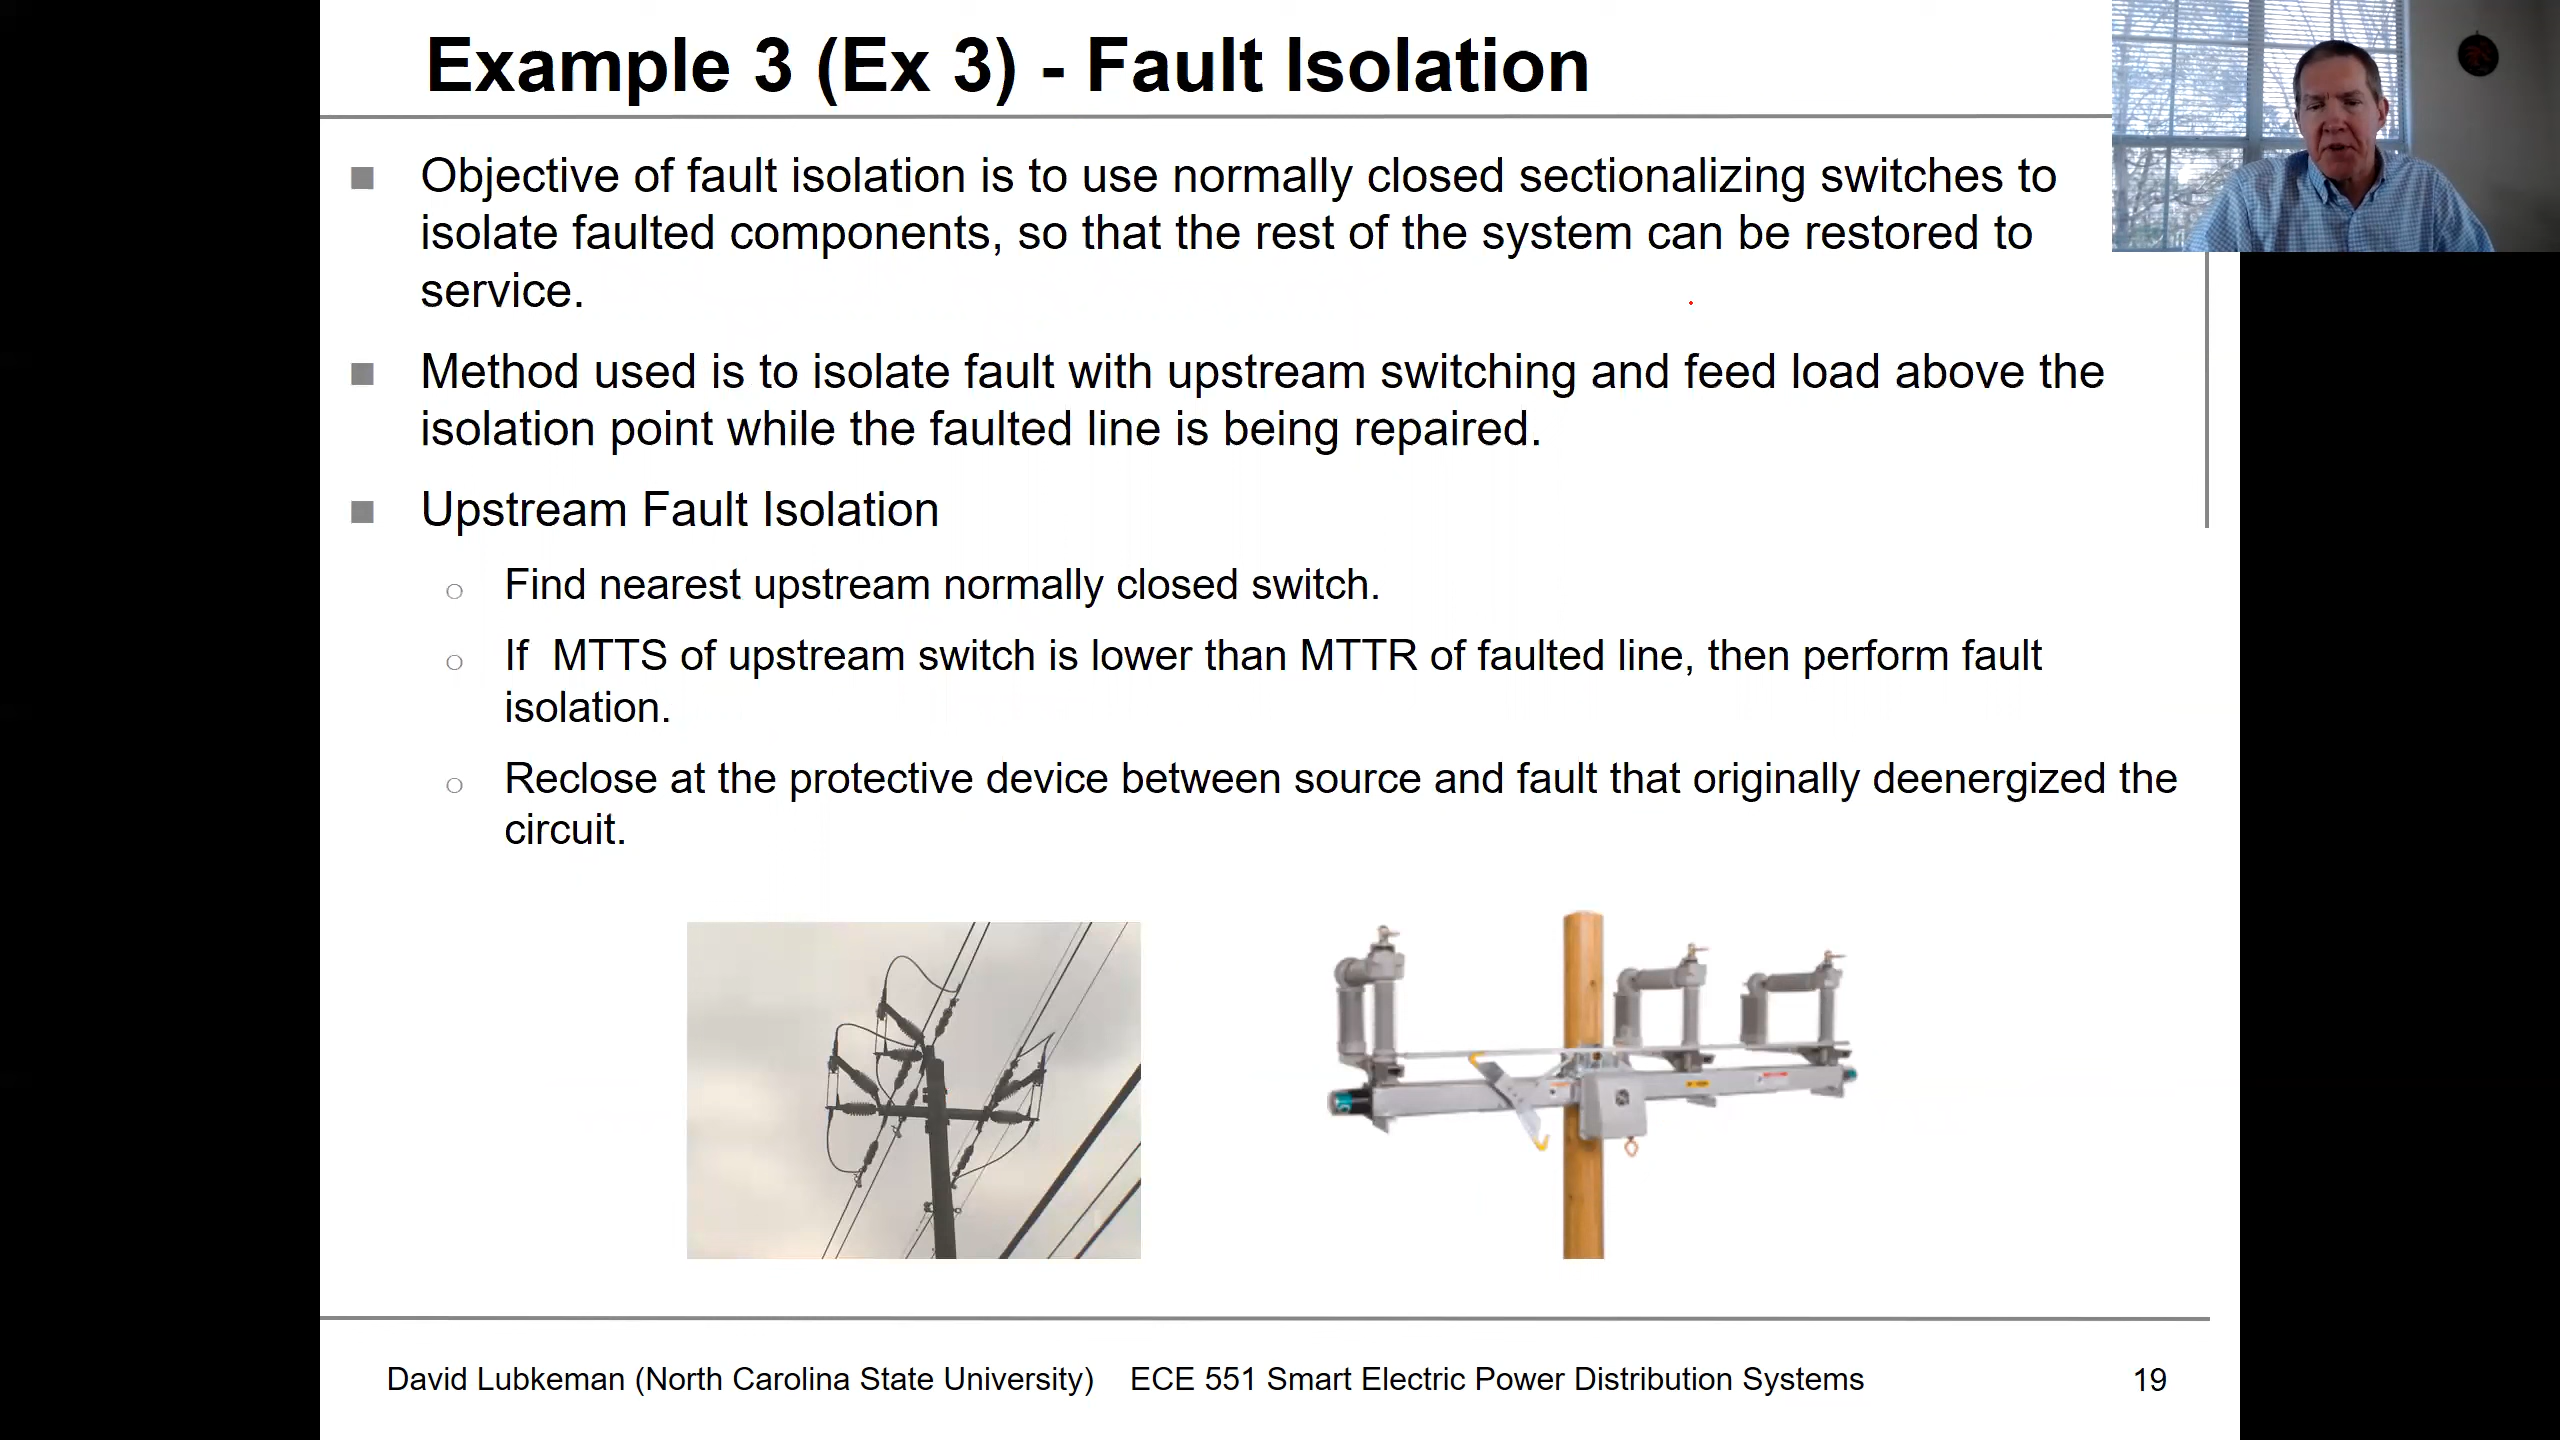 Example 3 (Ex 3) - Fault Isolation
Objective of fault isolation is to use normally closed sectionalizing switches to
isolate faulted components, so that the rest of the system can be restored to
service.
Method used is to isolate fault with upstream switching and feed load above the
isolation point while the faulted line is being repaired.
Upstream Fault Isolation
Find nearest upstream normally closed switch.
If MTTS of upstream switch is lower than MTTR of faulted line, then perform fault
isolation.
Reclose at the protective device between source and fault that originally deenergized the
circuit.
David Lubkeman (North Carolina State University) ECE 551 Smart Electric Power Distribution Systems 19